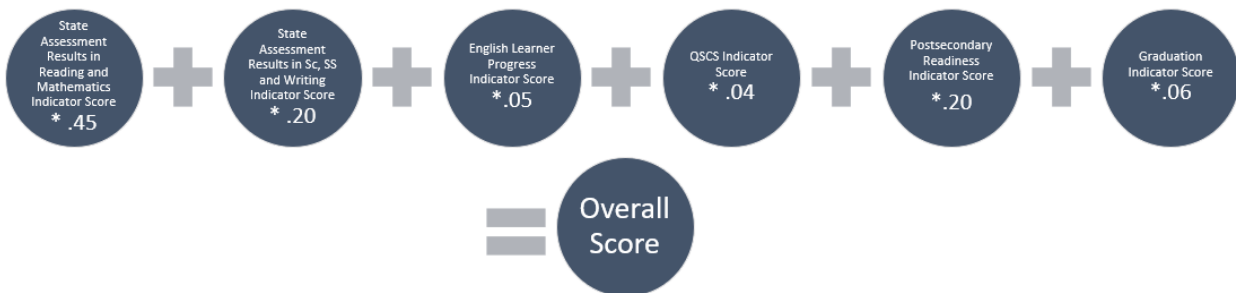 State
Assessment
Results in
Reading and
Mathematics
Indicator Score
* .45
State
Assessment
Results in Sc, SS
and Writing
Indicator Score
* .20
English Learner
Progress
Indicator Score
*.05
QSCS Indicator
Score
* .04
Postsecondary
Readiness
Indicator Score
*.20
Graduation
Indicator Score
*.06
Overall
Score